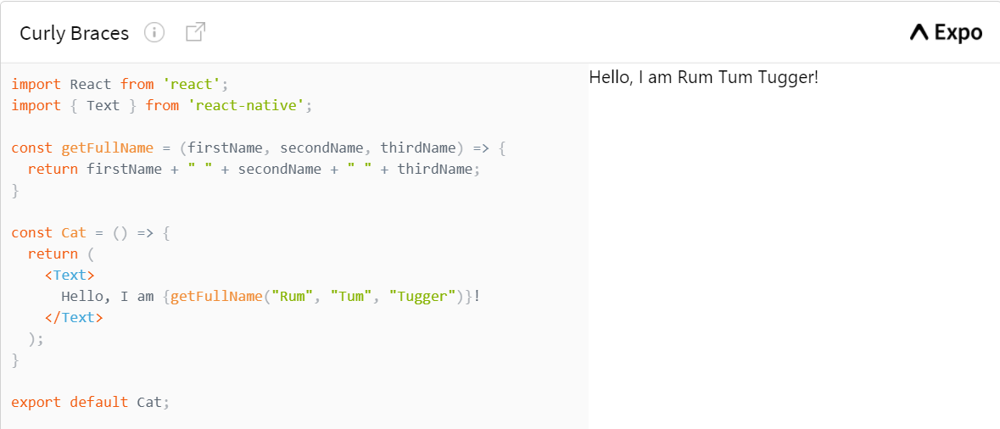 Curly Braces
Expo
import React from 'react';
import { Text } from 'react-native';
const getFullName = (firstName, secondName, thirdName) => {
return firstName + " " + secondName + " " + thirdName;
}
const Cat = () => {
return (
<Text>
Hello, I am {getFullName("Rum", "Tum", "Tugger")}!
</Text>
);
}
export default Cat;
Hello, I am Rum Tum Tugger!